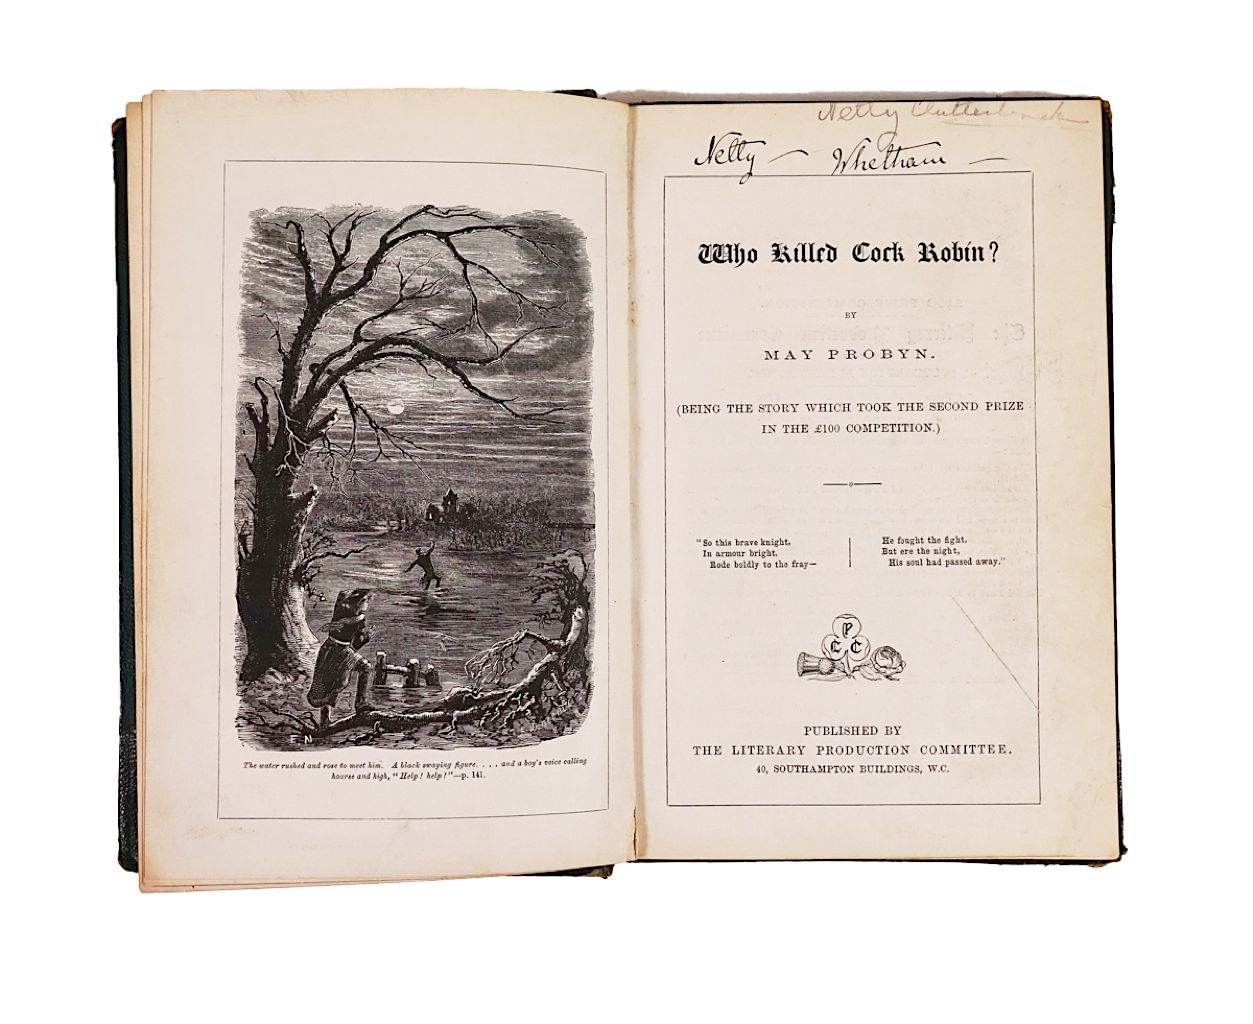 E N
The water rushed and rose to meet him. A black swaying figure. . . . and a boy's voice calling
hoarse and high, "Help! help!"—p. 141.
Netty Clutterbuck
Netty — Whetham —
Who Killed Cock Robin?
BY
MAY PROBYN.
(BEING THE STORY WHICH TOOK THE SECOND PRIZE
IN THE £100 COMPETITION.)
"So this brave knight,
In armour bright,
Rode boldly to the fray—
He fought the fight,
But ere the night,
His soul had passed away."
P
L C
PUBLISHED BY
THE LITERARY PRODUCTION COMMITTEE.
40, SOUTHAMPTON BUILDINGS, W.C.